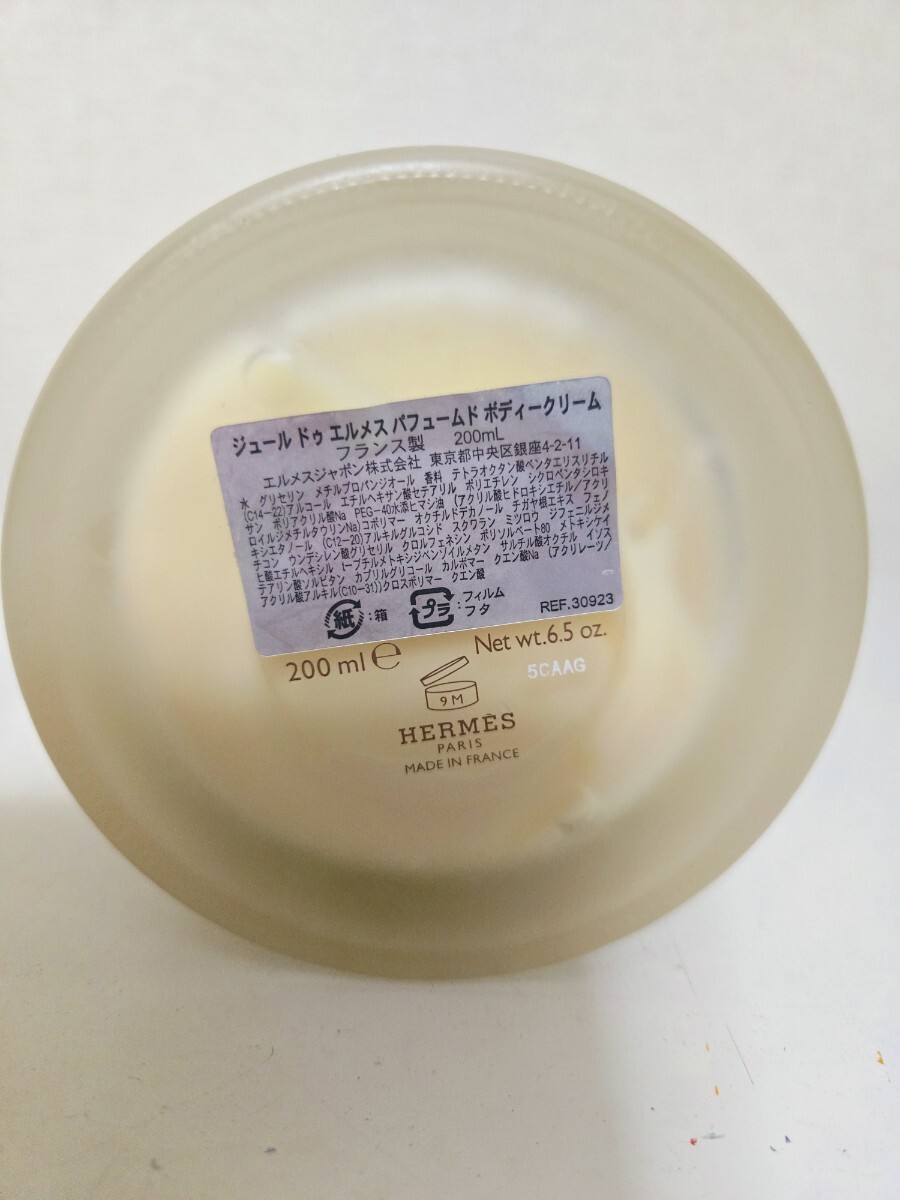 ジュール ドゥ エルメス パフュームド ボディークリーム
フランス製 200mL
エルメスジャポン株式会社 東京都中央区銀座4-2-11
水 グリセリン メチルプロパンジオール 香料 テトラオクタン酸ペンタエリスリチル
(C14-22)アルコール エチルヘキサン酸セテアリル ポリエチレン シクロペンタシロキ
サン ポリアクリル酸Na PEG-40水添ヒマシ油 (アクリル酸ヒドロキシエチル/アクリ
ロイルジメチルタウリンNa)コポリマー オクチルドデカノール チガヤ根エキス フェノ
キシエタノール (C12-20)アルキルグルコシド スクワラン ミツロウ ジフェニルジメ
チコン ウンデシレン酸グリセリル クロルフェネシン ポリソルベート80 メトキシケイ
ヒ酸エチルヘキシル t-ブチルメトキシジベンゾイルメタン サルチル酸オクチル イソス
テアリン酸ソルビタン カプリルグリコール カルボマー クエン酸Na (アクリレーツ/
アクリル酸アルキル(C10-31))クロスポリマー クエン酸
紙:箱 プラ:フィルム
フタ
REF.30923
200 ml ℮ Net wt.6.5 oz.
5CAAG
9 M
HERMÈS
PARIS
MADE IN FRANCE